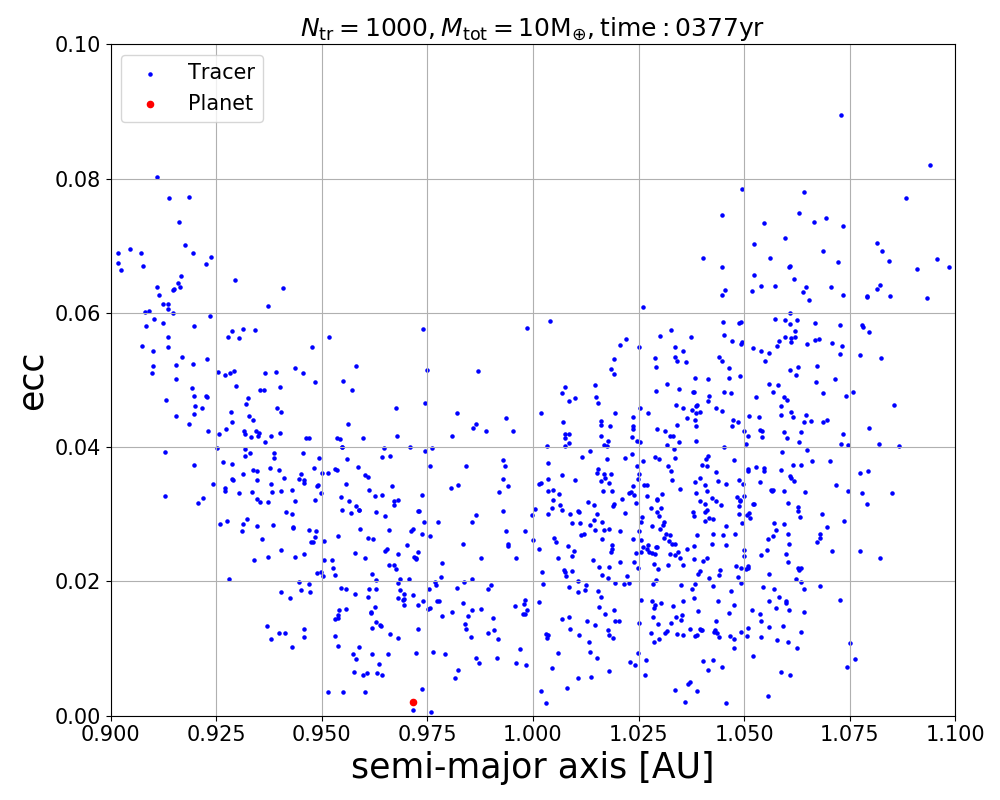 N_tr = 1000, M_tot = 10M_⊕, time : 0377yr
0.10
Tracer
Planet
0.08
0.06
ecc
0.04
0.02
0.00
0.900 0.925 0.950 0.975 1.000 1.025 1.050 1.075 1.100
semi-major axis [AU]